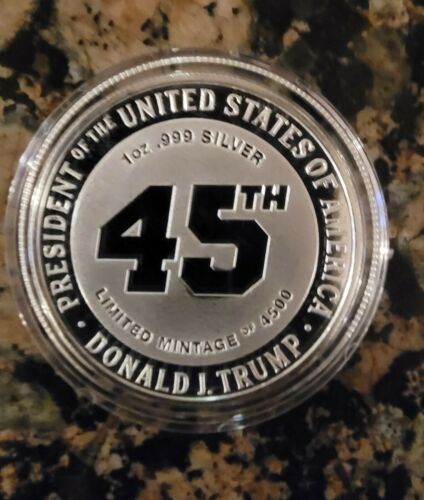 PRESIDENT OF THE UNITED STATES OF AMERICA
1oz .999 SILVER
45TH
LIMITED MINTAGE OF 4500
• DONALD J. TRUMP •